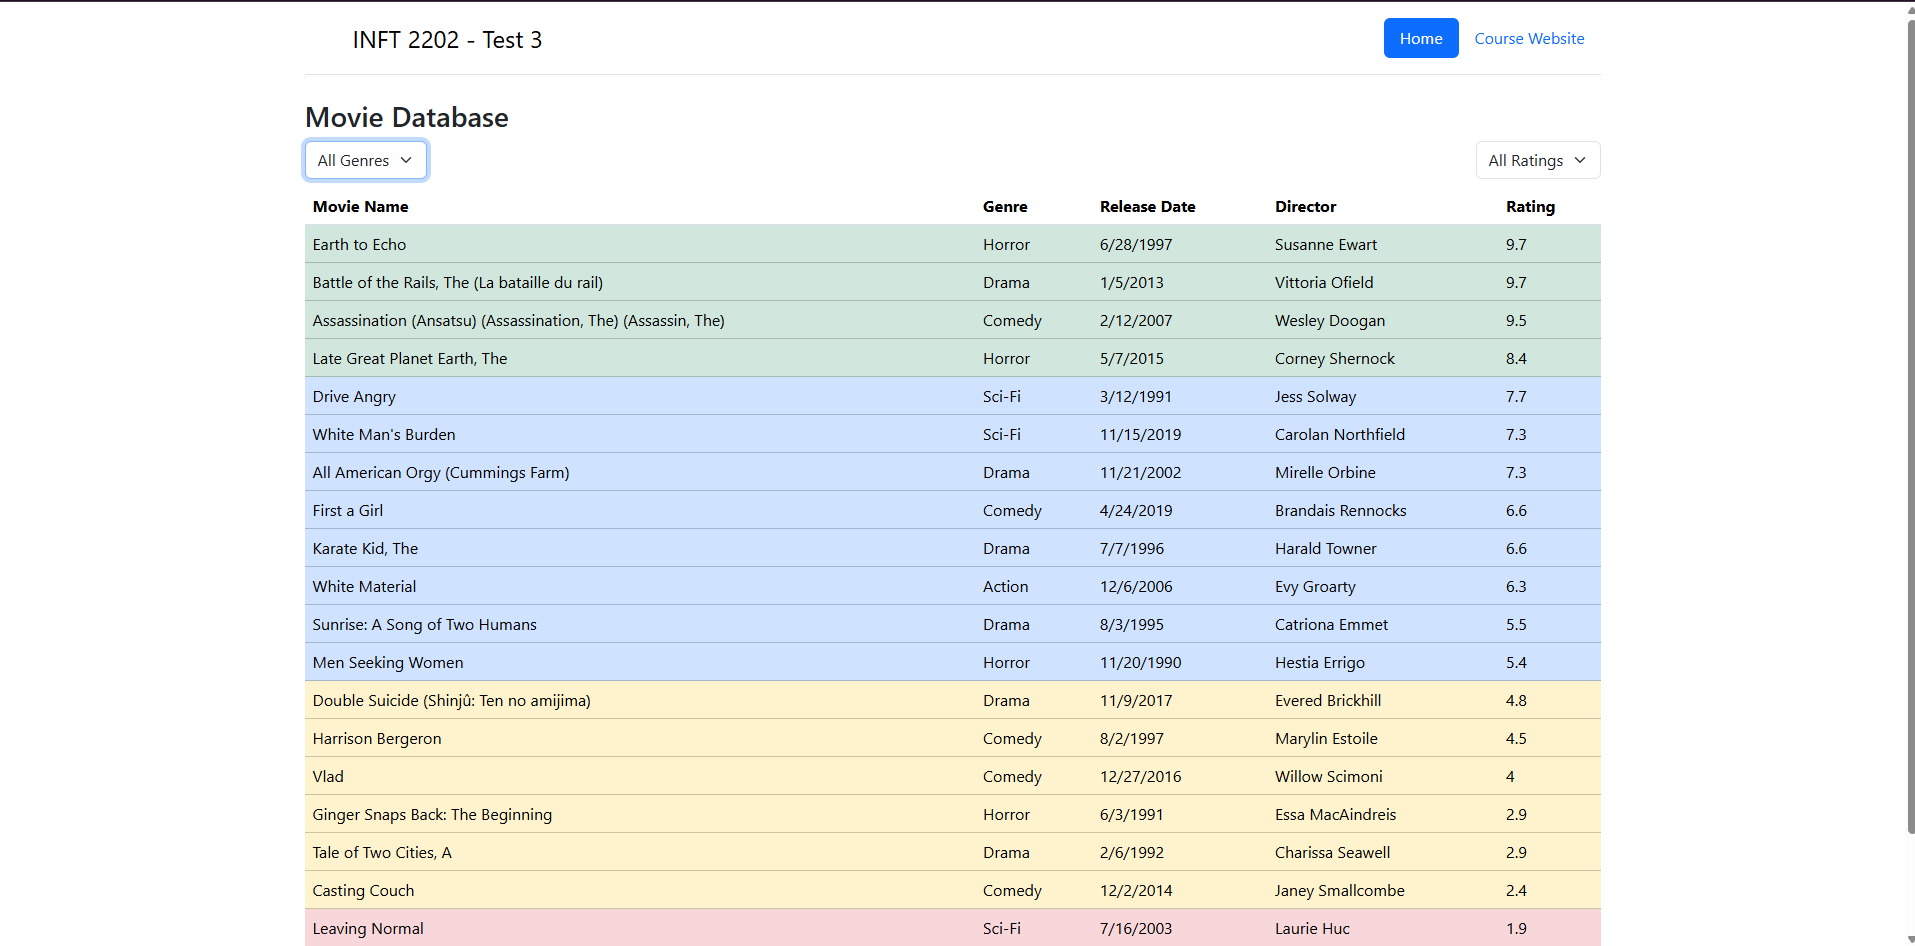 INFT 2202 - Test 3 Home Course Website
Movie Database
All Genres All Ratings
Movie Name Genre Release Date Director Rating
Earth to Echo Horror 6/28/1997 Susanne Ewart 9.7
Battle of the Rails, The (La bataille du rail) Drama 1/5/2013 Vittoria Ofield 9.7
Assassination (Ansatsu) (Assassination, The) (Assassin, The) Comedy 2/12/2007 Wesley Doogan 9.5
Late Great Planet Earth, The Horror 5/7/2015 Corney Shernock 8.4
Drive Angry Sci-Fi 3/12/1991 Jess Solway 7.7
White Man's Burden Sci-Fi 11/15/2019 Carolan Northfield 7.3
All American Orgy (Cummings Farm) Drama 11/21/2002 Mirelle Orbine 7.3
First a Girl Comedy 4/24/2019 Brandais Rennocks 6.6
Karate Kid, The Drama 7/7/1996 Harald Towner 6.6
White Material Action 12/6/2006 Evy Groarty 6.3
Sunrise: A Song of Two Humans Drama 8/3/1995 Catriona Emmet 5.5
Men Seeking Women Horror 11/20/1990 Hestia Errigo 5.4
Double Suicide (Shinjû: Ten no amijima) Drama 11/9/2017 Evered Brickhill 4.8
Harrison Bergeron Comedy 8/2/1997 Marylin Estoile 4.5
Vlad Comedy 12/27/2016 Willow Scimoni 4
Ginger Snaps Back: The Beginning Horror 6/3/1991 Essa MacAindreis 2.9
Tale of Two Cities, A Drama 2/6/1992 Charissa Seawell 2.9
Casting Couch Comedy 12/2/2014 Janey Smallcombe 2.4
Leaving Normal Sci-Fi 7/16/2003 Laurie Huc 1.9